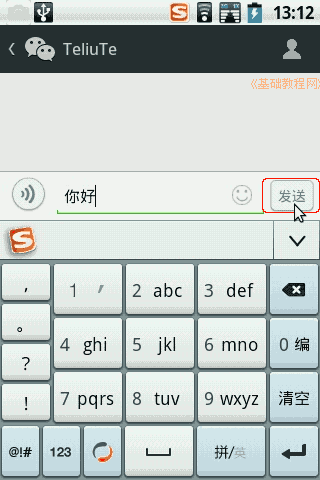 13:12
TeliuTe
《基础教程网》
你好
发送
S
,
1
2 abc
3 def
。
4 ghi
5 jkl
6 mno
0 编
?
7 pqrs
8 tuv
9 wxyz
清空
!
@!#
123
拼/英